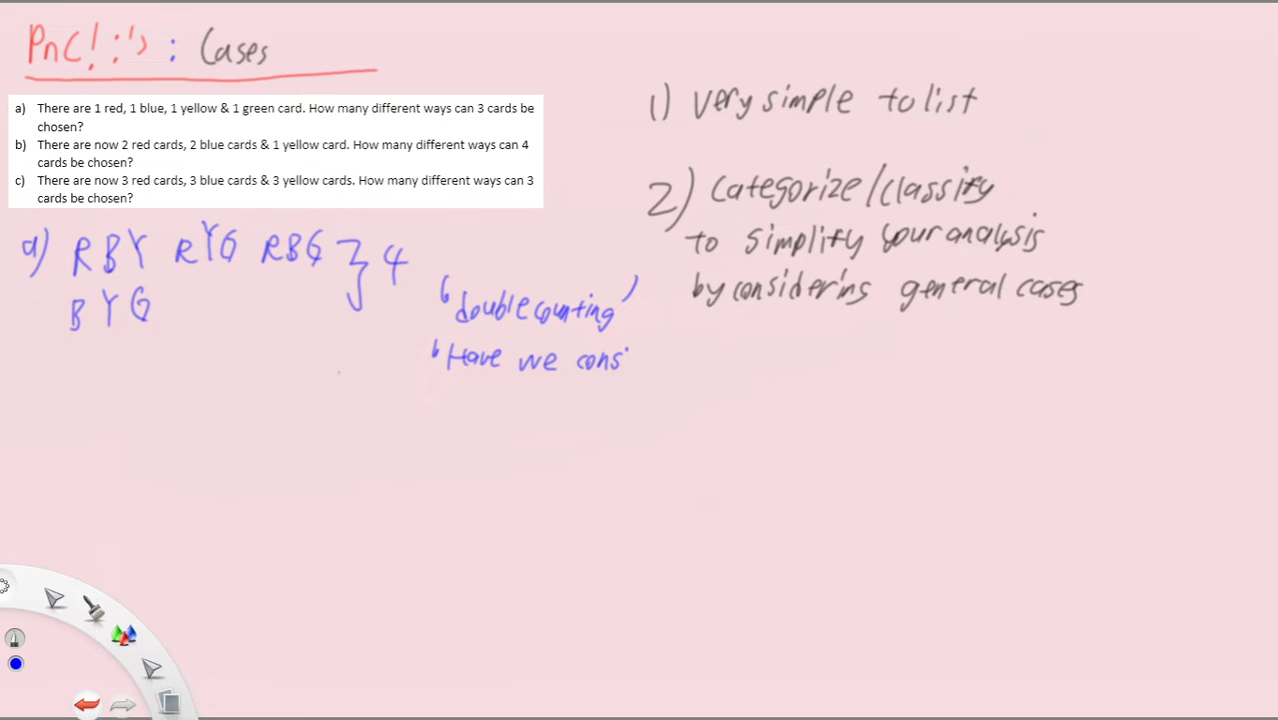 PnC! : Cases
a) There are 1 red, 1 blue, 1 yellow & 1 green card. How many different ways can 3 cards be
chosen?
b) There are now 2 red cards, 2 blue cards & 1 yellow card. How many different ways can 4
cards be chosen?
c) There are now 3 red cards, 3 blue cards & 3 yellow cards. How many different ways can 3
cards be chosen?
a) RBY RYG RBG } 4
BYG
'double counting'
'Have we cons
1) Very simple to list
2) Categorize/classify
to simplify your analysis
by considering general cases